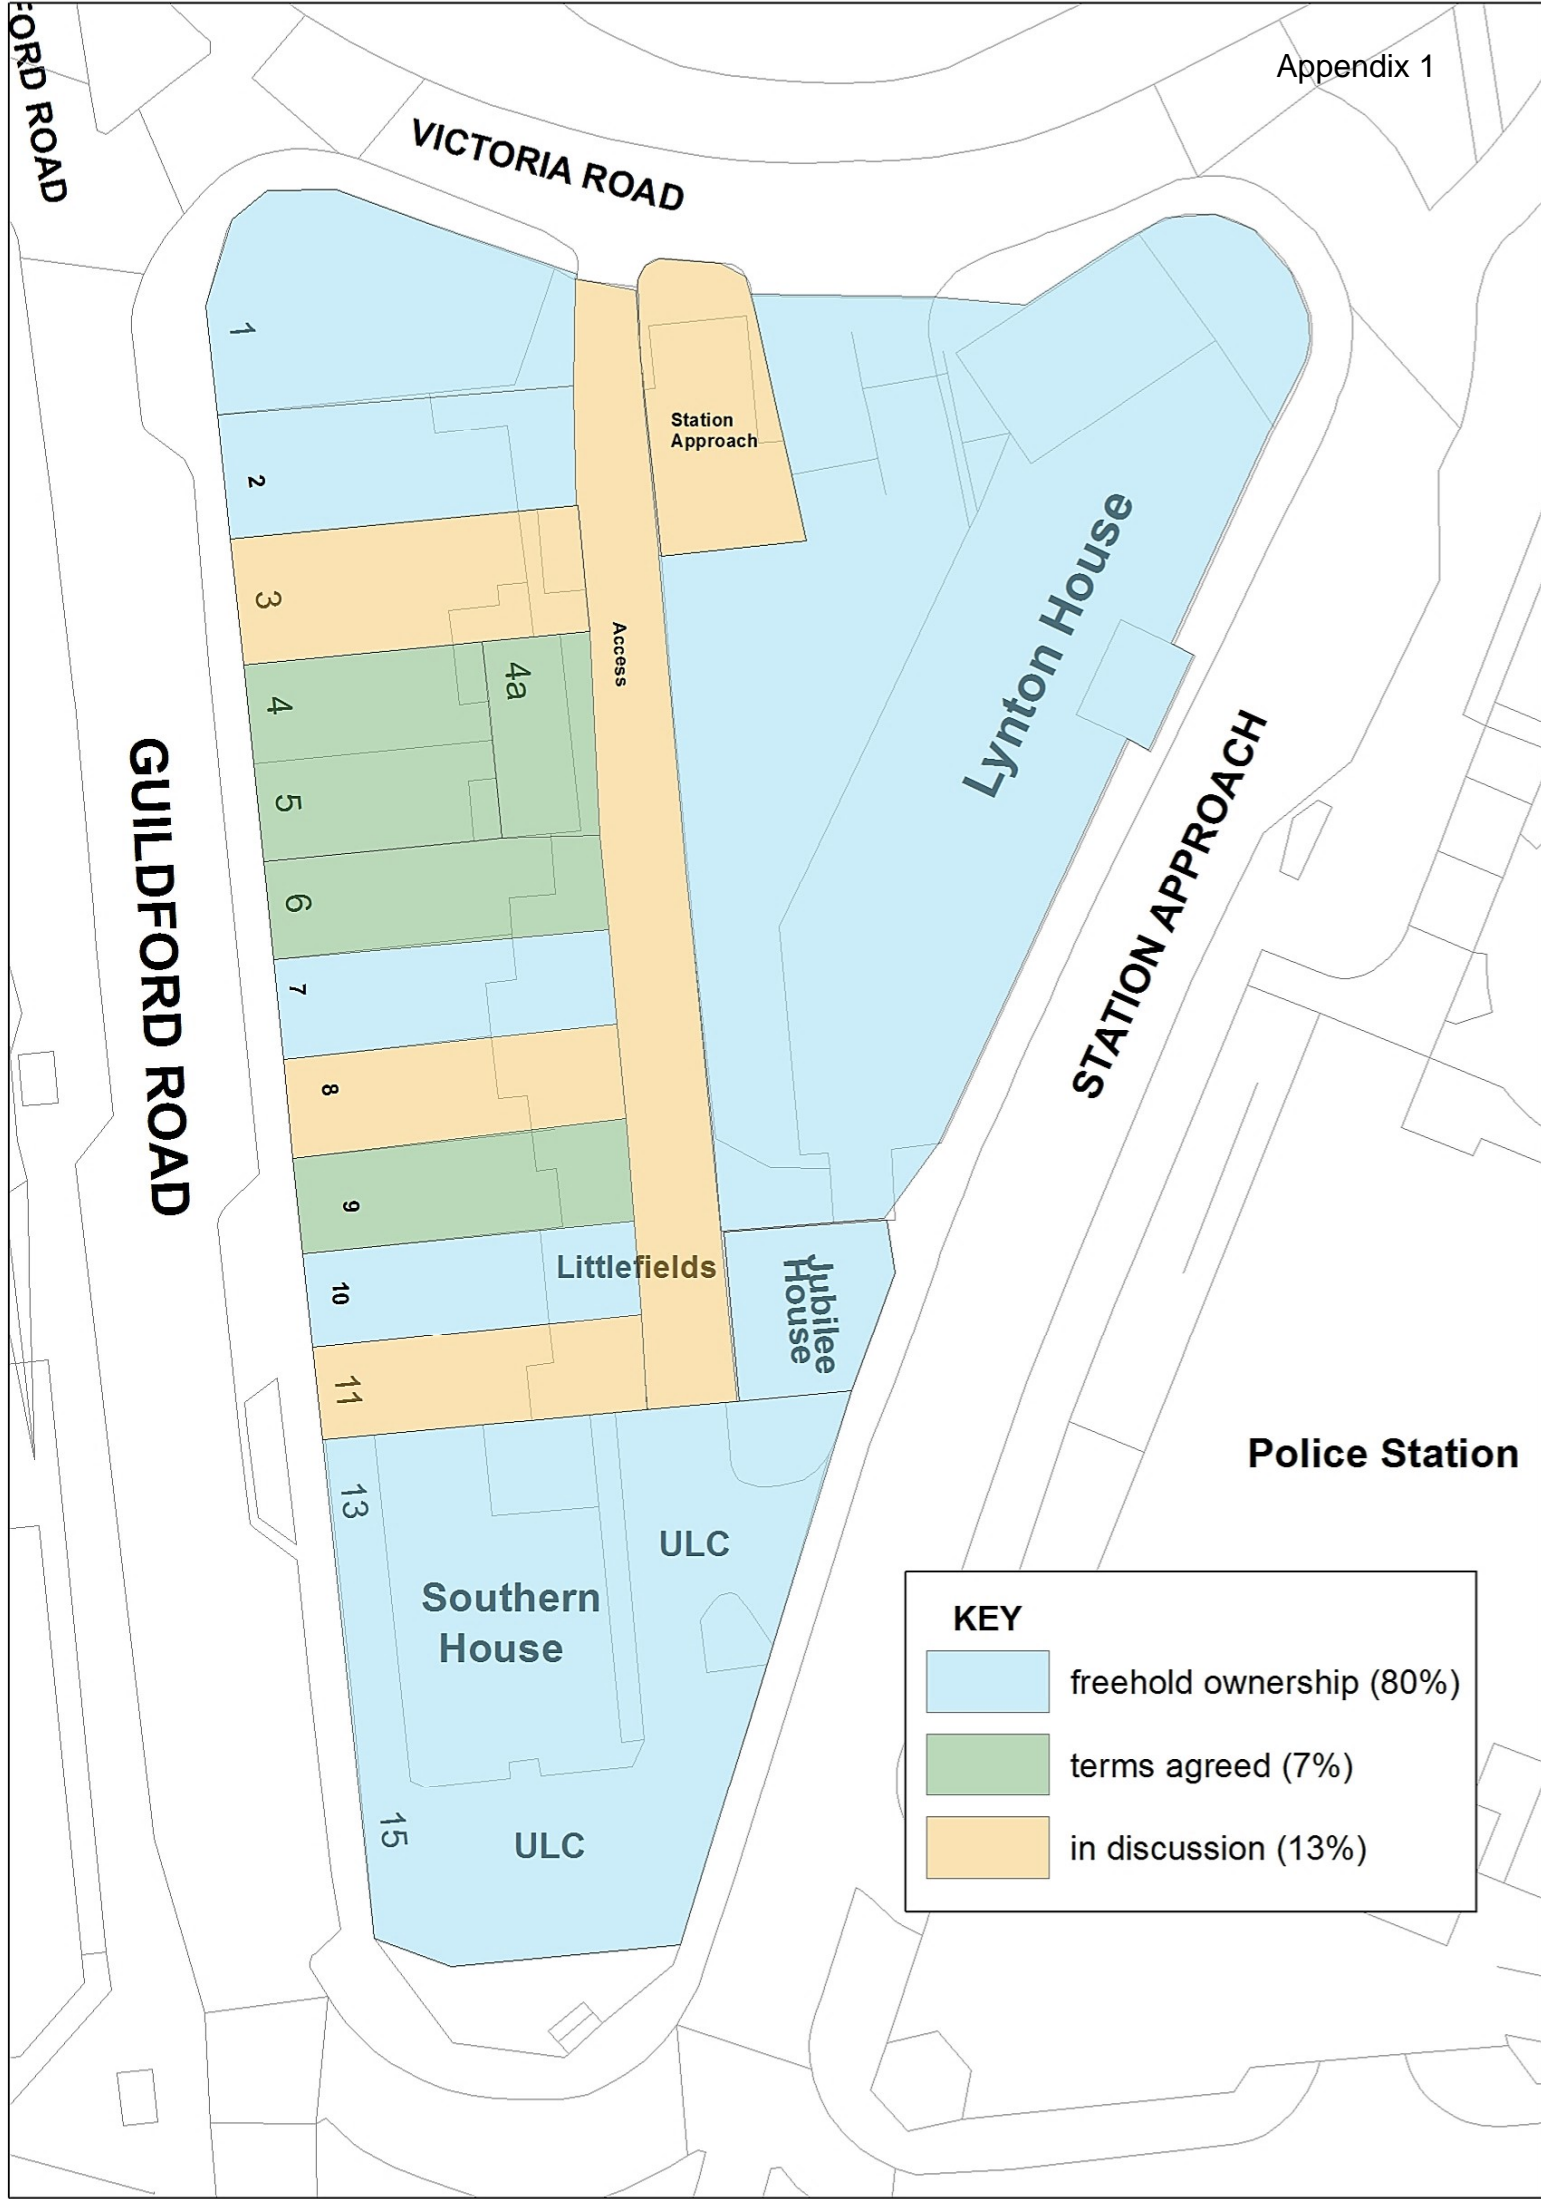 Appendix 1
FORD ROAD
VICTORIA ROAD
1
2
3
4
4a
5
6
7
8
9
10
11
13
15
Station
Approach
Access
Lynton House
GUILDFORD ROAD
STATION APPROACH
Littlefields
Jubilee
House
Police Station
ULC
Southern
House
ULC
KEY
freehold ownership (80%)
terms agreed (7%)
in discussion (13%)